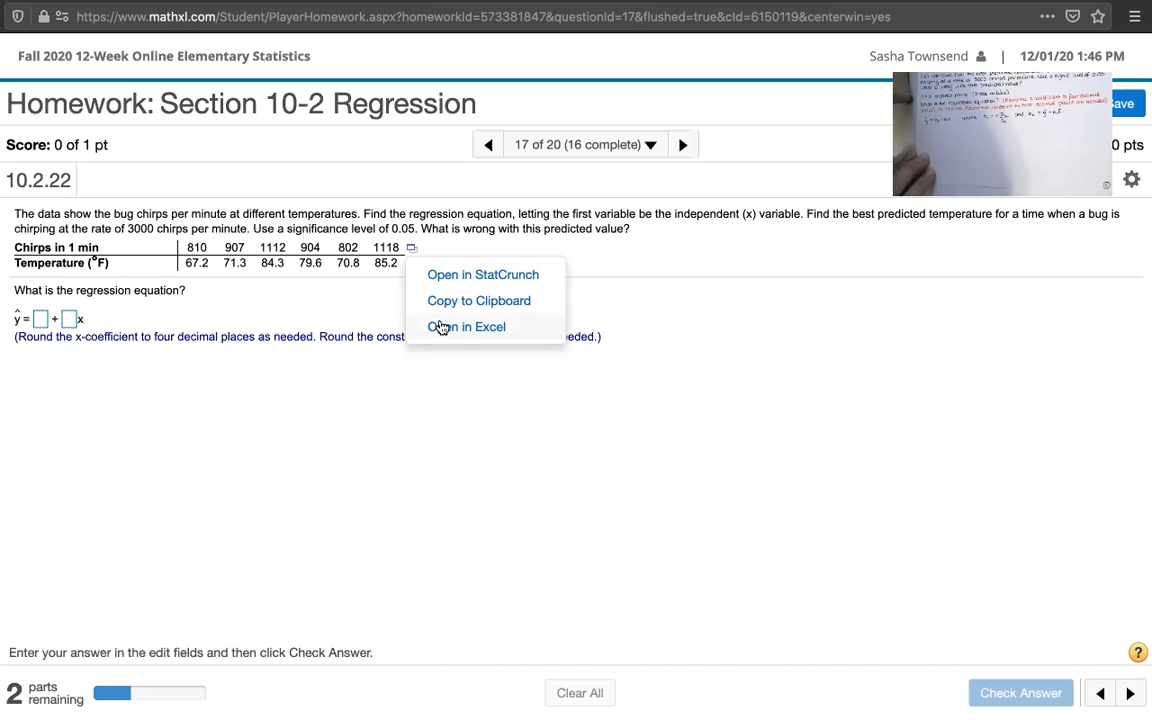 https://www.mathxl.com/Student/PlayerHomework.aspx?homeworkId=573381847&questionId=17&flushed=true&cId=6150119&centerwin=yes
Fall 2020 12-Week Online Elementary Statistics
Sasha Townsend | 12/01/20 1:46 PM
Homework: Section 10-2 Regression
ave
Score: 0 of 1 pt
17 of 20 (16 complete)
0 pts
10.2.22
The data show the bug chirps per minute at different temperatures. Find the regression equation, letting the first variable be the independent (x) variable. Find the best predicted temperature for a time when a bug is
chirping at the rate of 3000 chirps per minute. Use a significance level of 0.05. What is wrong with this predicted value?
Chirps in 1 min 810 907 1112 904 802 1118
Temperature (°F) 67.2 71.3 84.3 79.6 70.8 85.2
Open in StatCrunch
Copy to Clipboard
Open in Excel
What is the regression equation?
ŷ = + x
(Round the x-coefficient to four decimal places as needed. Round the const eeded.)
Enter your answer in the edit fields and then click Check Answer.
?
2 parts remaining
Clear All
Check Answer